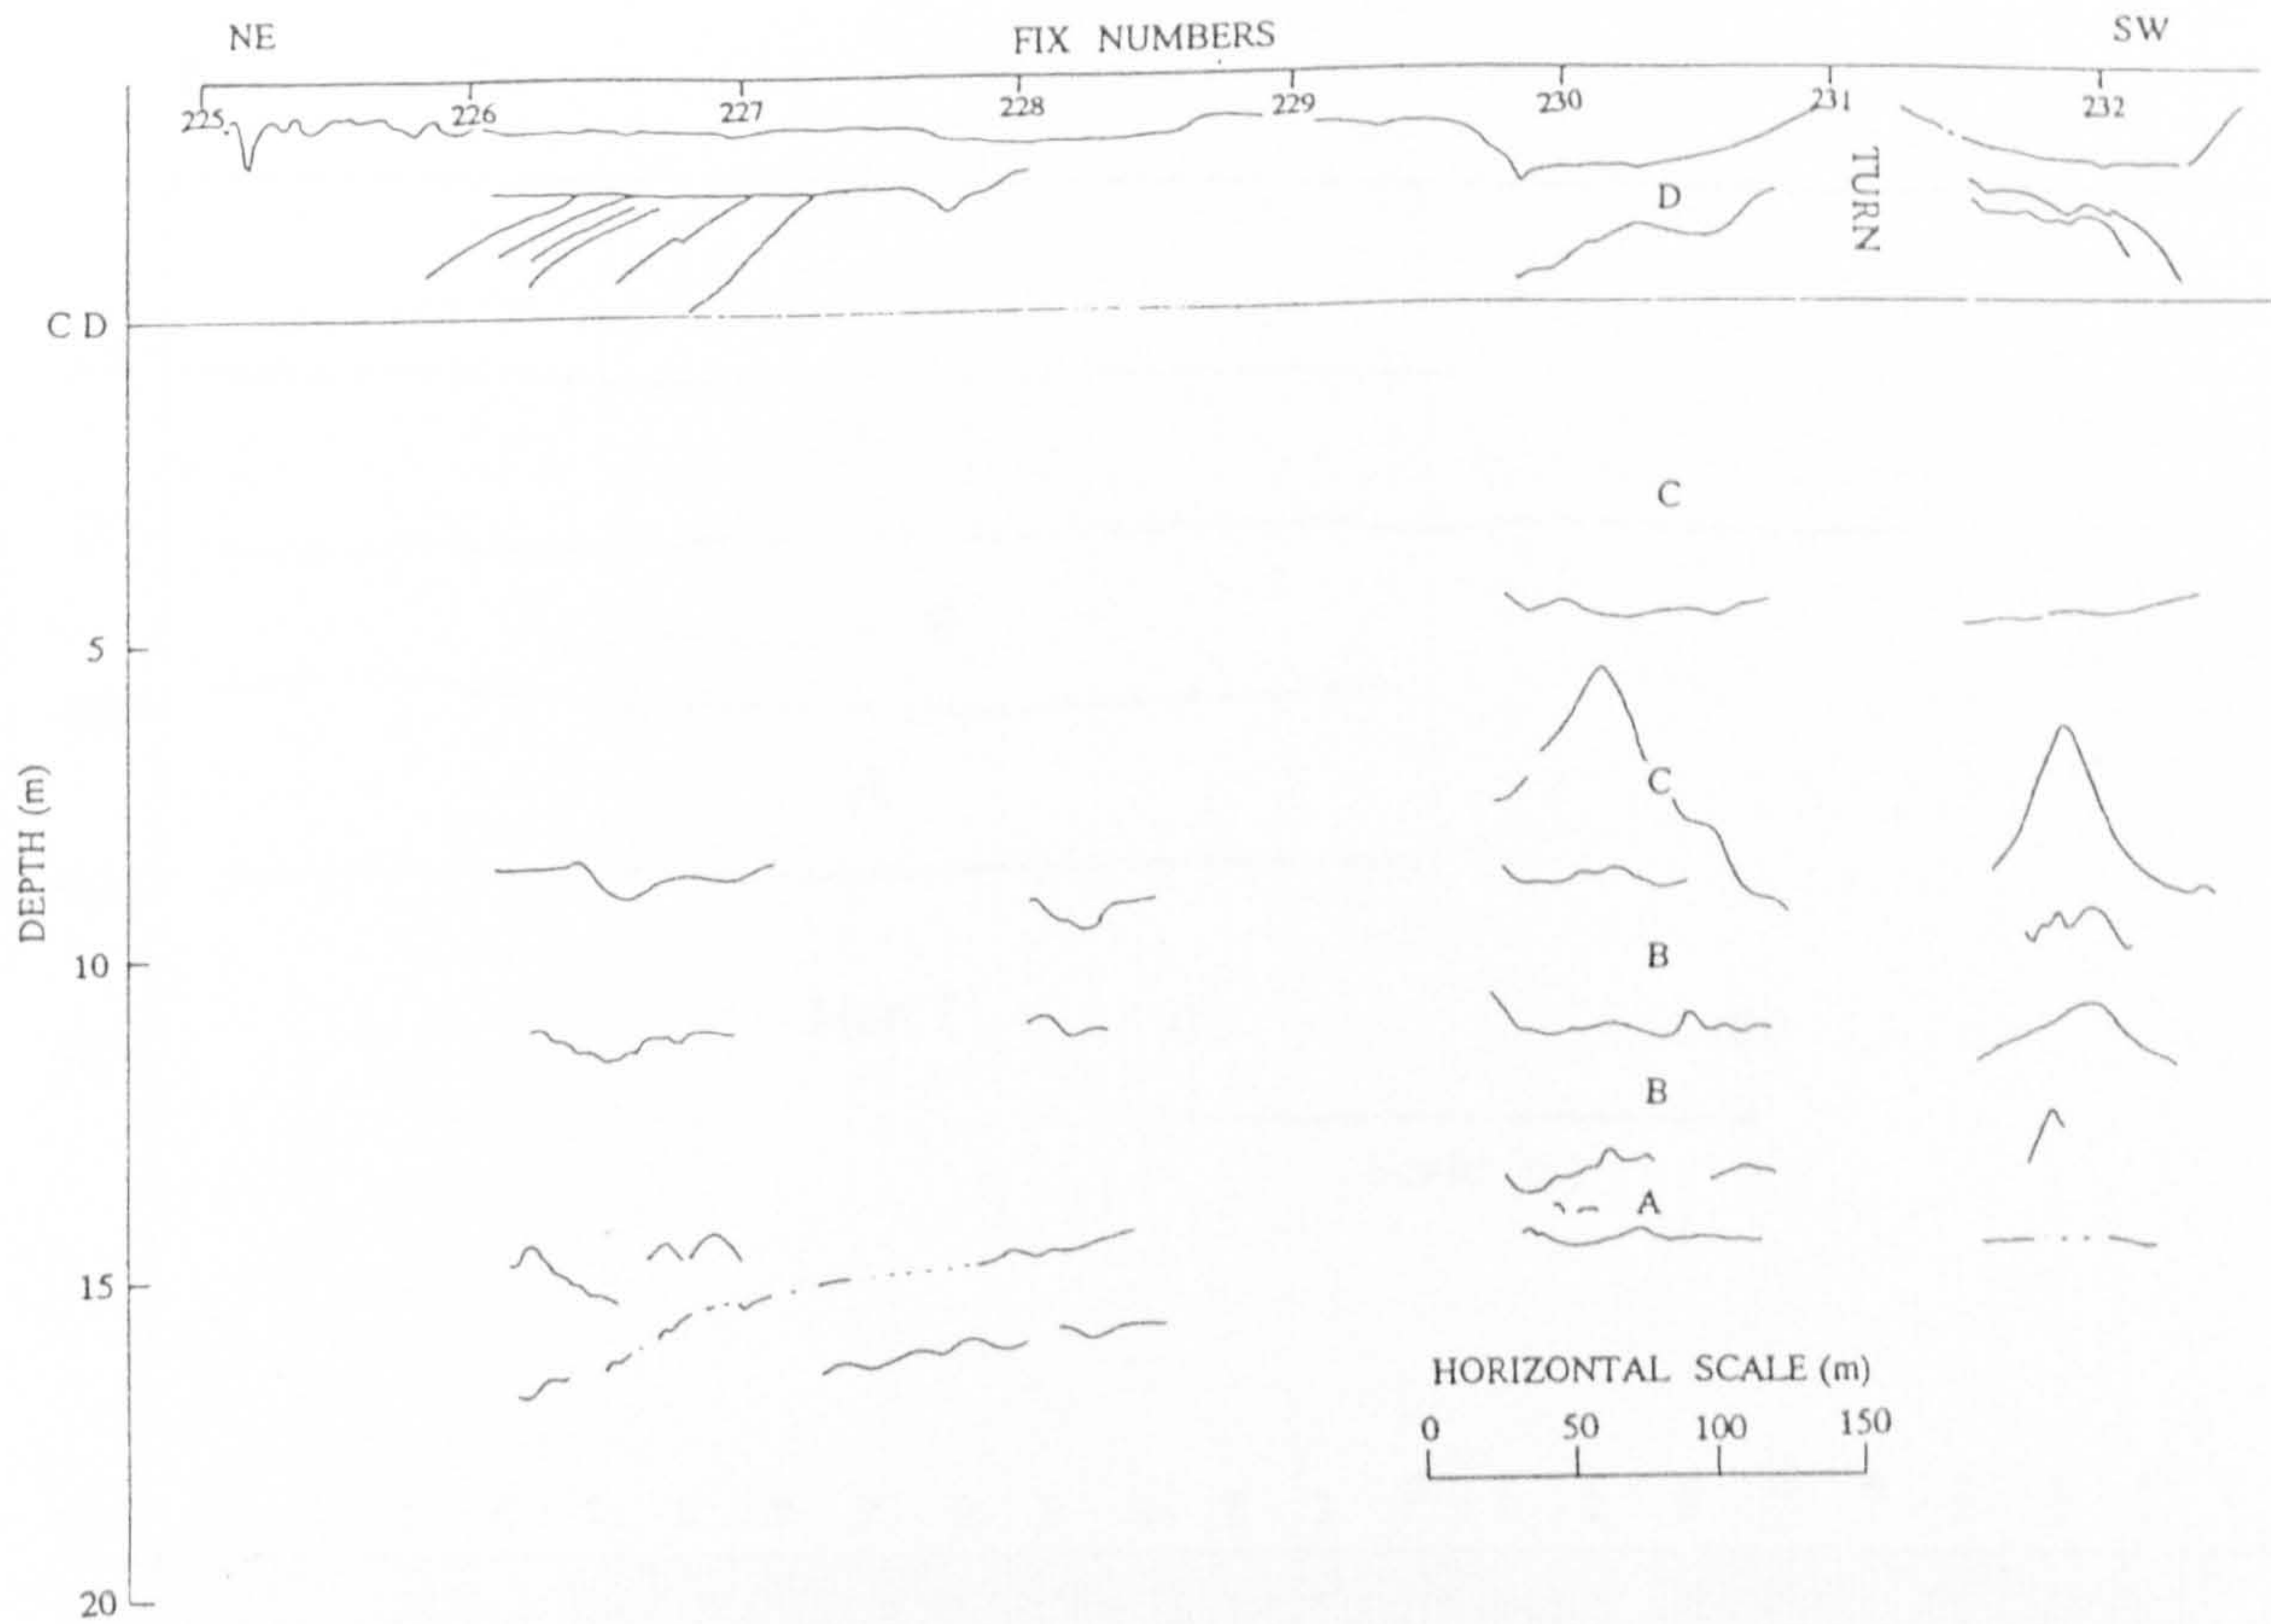 NE FIX NUMBERS SW
225 226 227 228 229 230 231 232
TURN
D
C D
C
5
C
DEPTH (m)
B
10
B
A
15
HORIZONTAL SCALE (m)
0 50 100 150
20